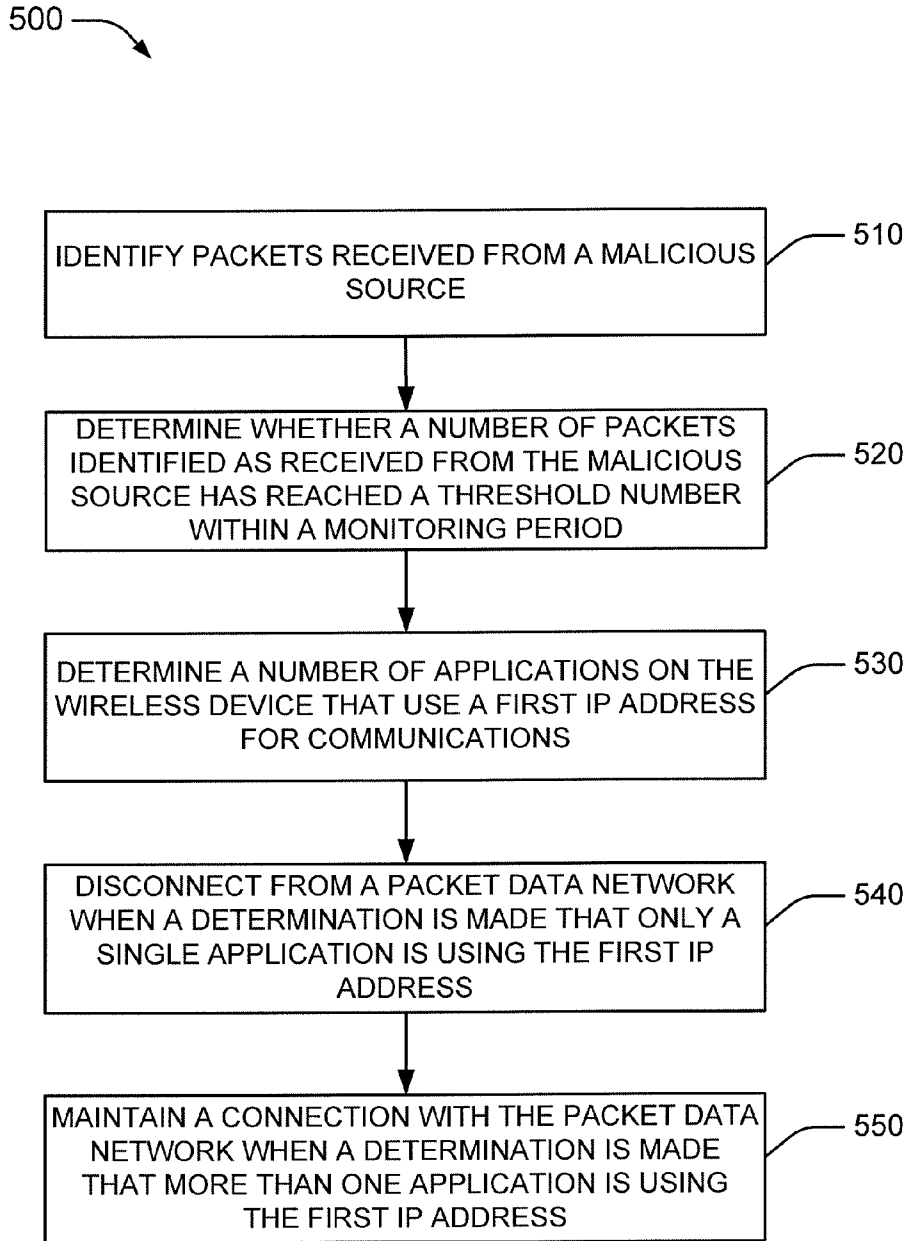 500
IDENTIFY PACKETS RECEIVED FROM A MALICIOUS
SOURCE
510
DETERMINE WHETHER A NUMBER OF PACKETS
IDENTIFIED AS RECEIVED FROM THE MALICIOUS
SOURCE HAS REACHED A THRESHOLD NUMBER
WITHIN A MONITORING PERIOD
520
DETERMINE A NUMBER OF APPLICATIONS ON THE
WIRELESS DEVICE THAT USE A FIRST IP ADDRESS
FOR COMMUNICATIONS
530
DISCONNECT FROM A PACKET DATA NETWORK
WHEN A DETERMINATION IS MADE THAT ONLY A
SINGLE APPLICATION IS USING THE FIRST IP
ADDRESS
540
MAINTAIN A CONNECTION WITH THE PACKET DATA
NETWORK WHEN A DETERMINATION IS MADE
THAT MORE THAN ONE APPLICATION IS USING
THE FIRST IP ADDRESS
550